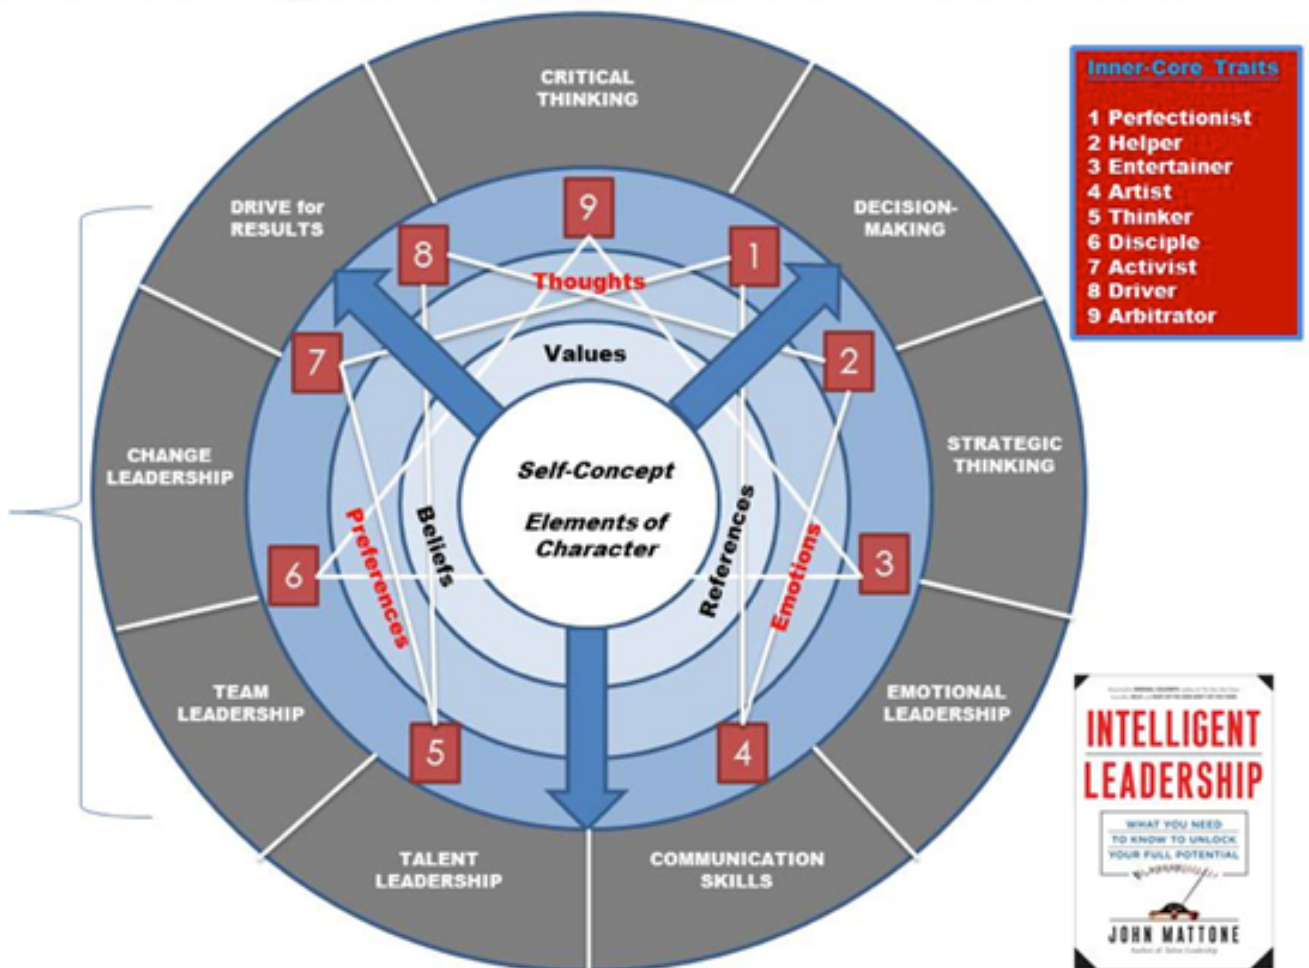 CRITICAL
THINKING
DECISION-
MAKING
STRATEGIC
THINKING
EMOTIONAL
LEADERSHIP
COMMUNICATION
SKILLS
TALENT
LEADERSHIP
TEAM
LEADERSHIP
CHANGE
LEADERSHIP
DRIVE for
RESULTS
9
1
2
3
4
5
6
7
8
Thoughts
Values
Preferences
Beliefs
References
Emotions
Self-Concept
Elements of
Character
Inner-Core Traits
1 Perfectionist
2 Helper
3 Entertainer
4 Artist
5 Thinker
6 Disciple
7 Activist
8 Driver
9 Arbitrator
INTELLIGENT
LEADERSHIP
WHAT YOU NEED
TO KNOW TO UNLOCK
YOUR FULL POTENTIAL
JOHN MATTONE